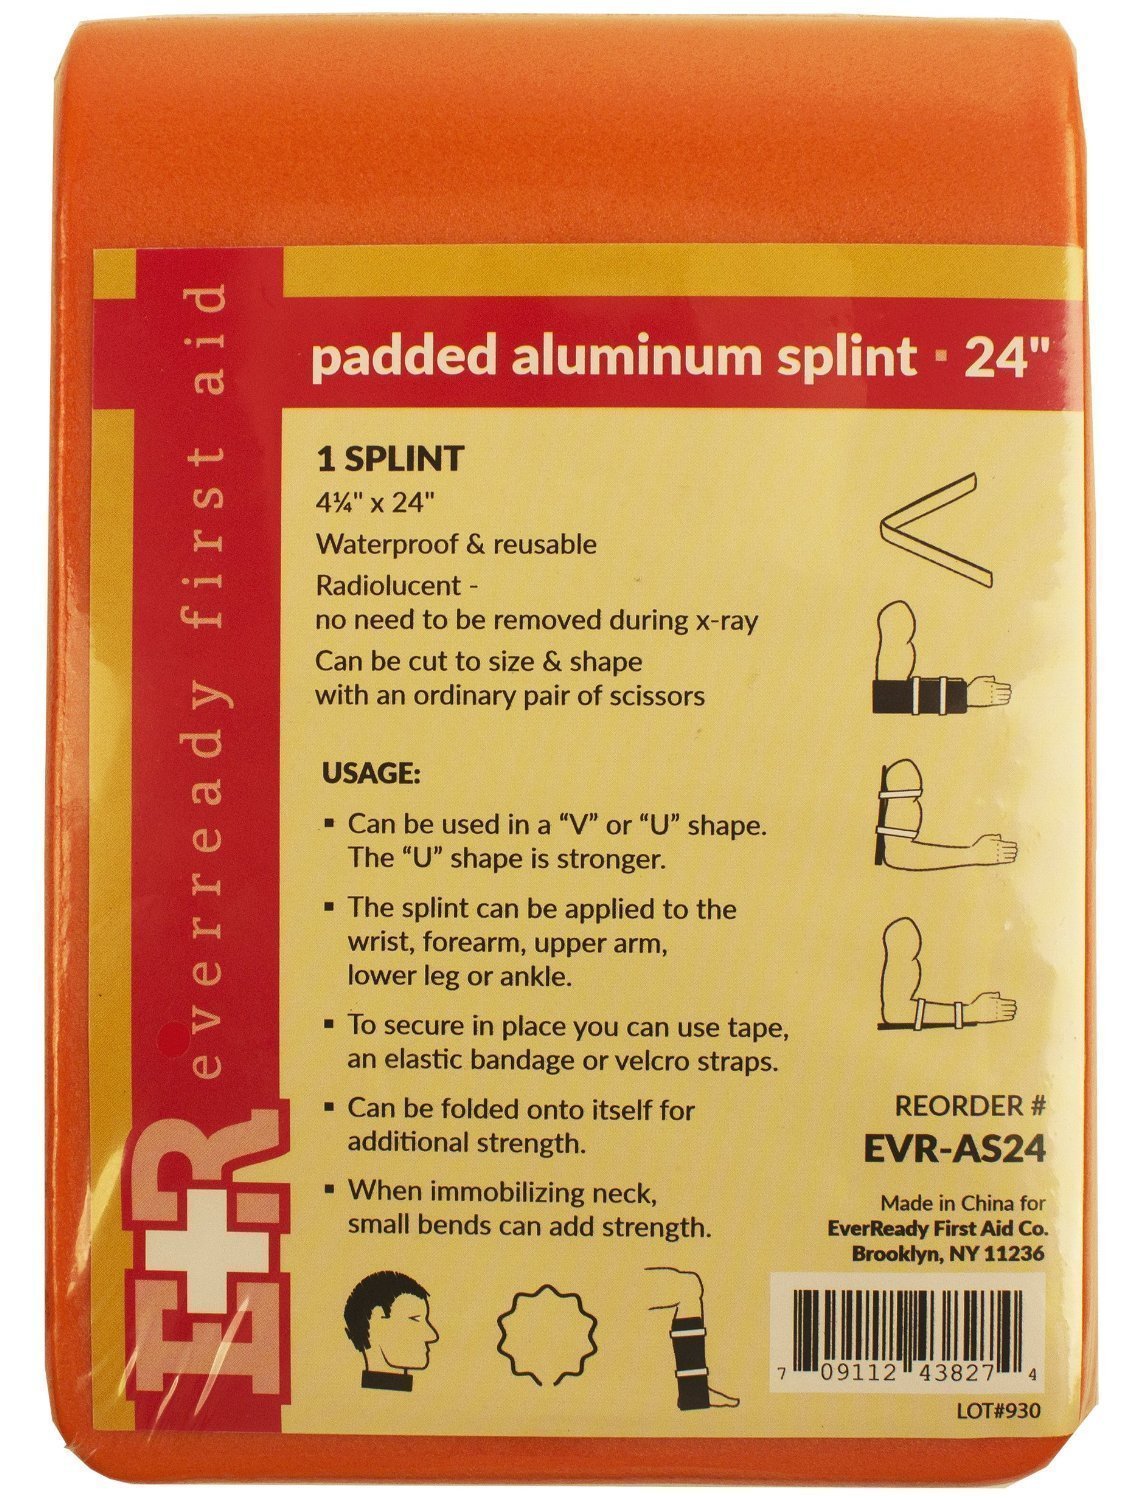 padded aluminum splint ▪ 24"
everready first aid
1 SPLINT
4¼" x 24"
Waterproof & reusable
Radiolucent -
no need to be removed during x-ray
Can be cut to size & shape
with an ordinary pair of scissors
USAGE:
▪ Can be used in a “V” or “U” shape.
The “U” shape is stronger.
▪ The splint can be applied to the
wrist, forearm, upper arm,
lower leg or ankle.
▪ To secure in place you can use tape,
an elastic bandage or velcro straps.
▪ Can be folded onto itself for
additional strength.
▪ When immobilizing neck,
small bends can add strength.
E+R
REORDER #
EVR-AS24
Made in China for
EverReady First Aid Co.
Brooklyn, NY 11236
7 09112 43827 4
LOT#930